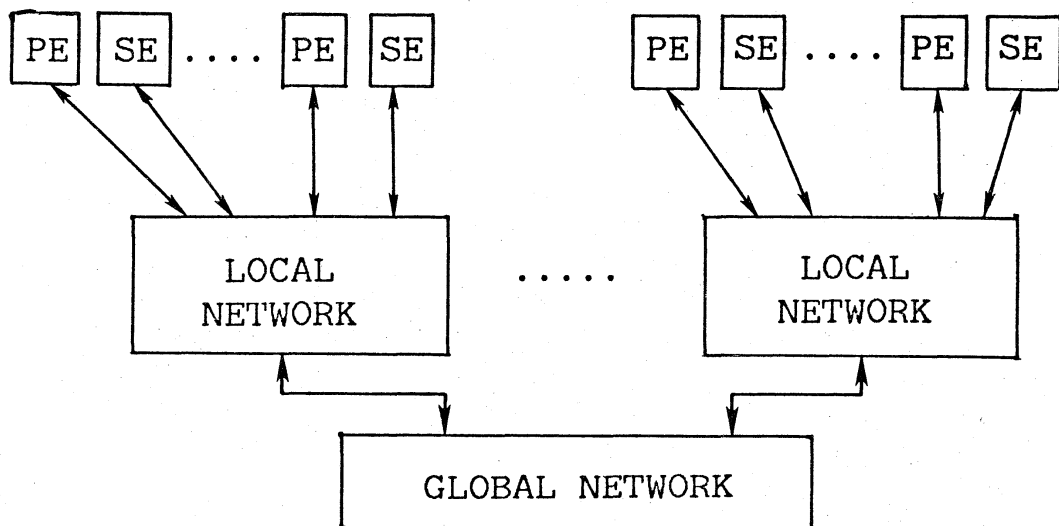 PE SE .... PE SE PE SE .... PE SE
LOCAL NETWORK ..... LOCAL NETWORK
GLOBAL NETWORK